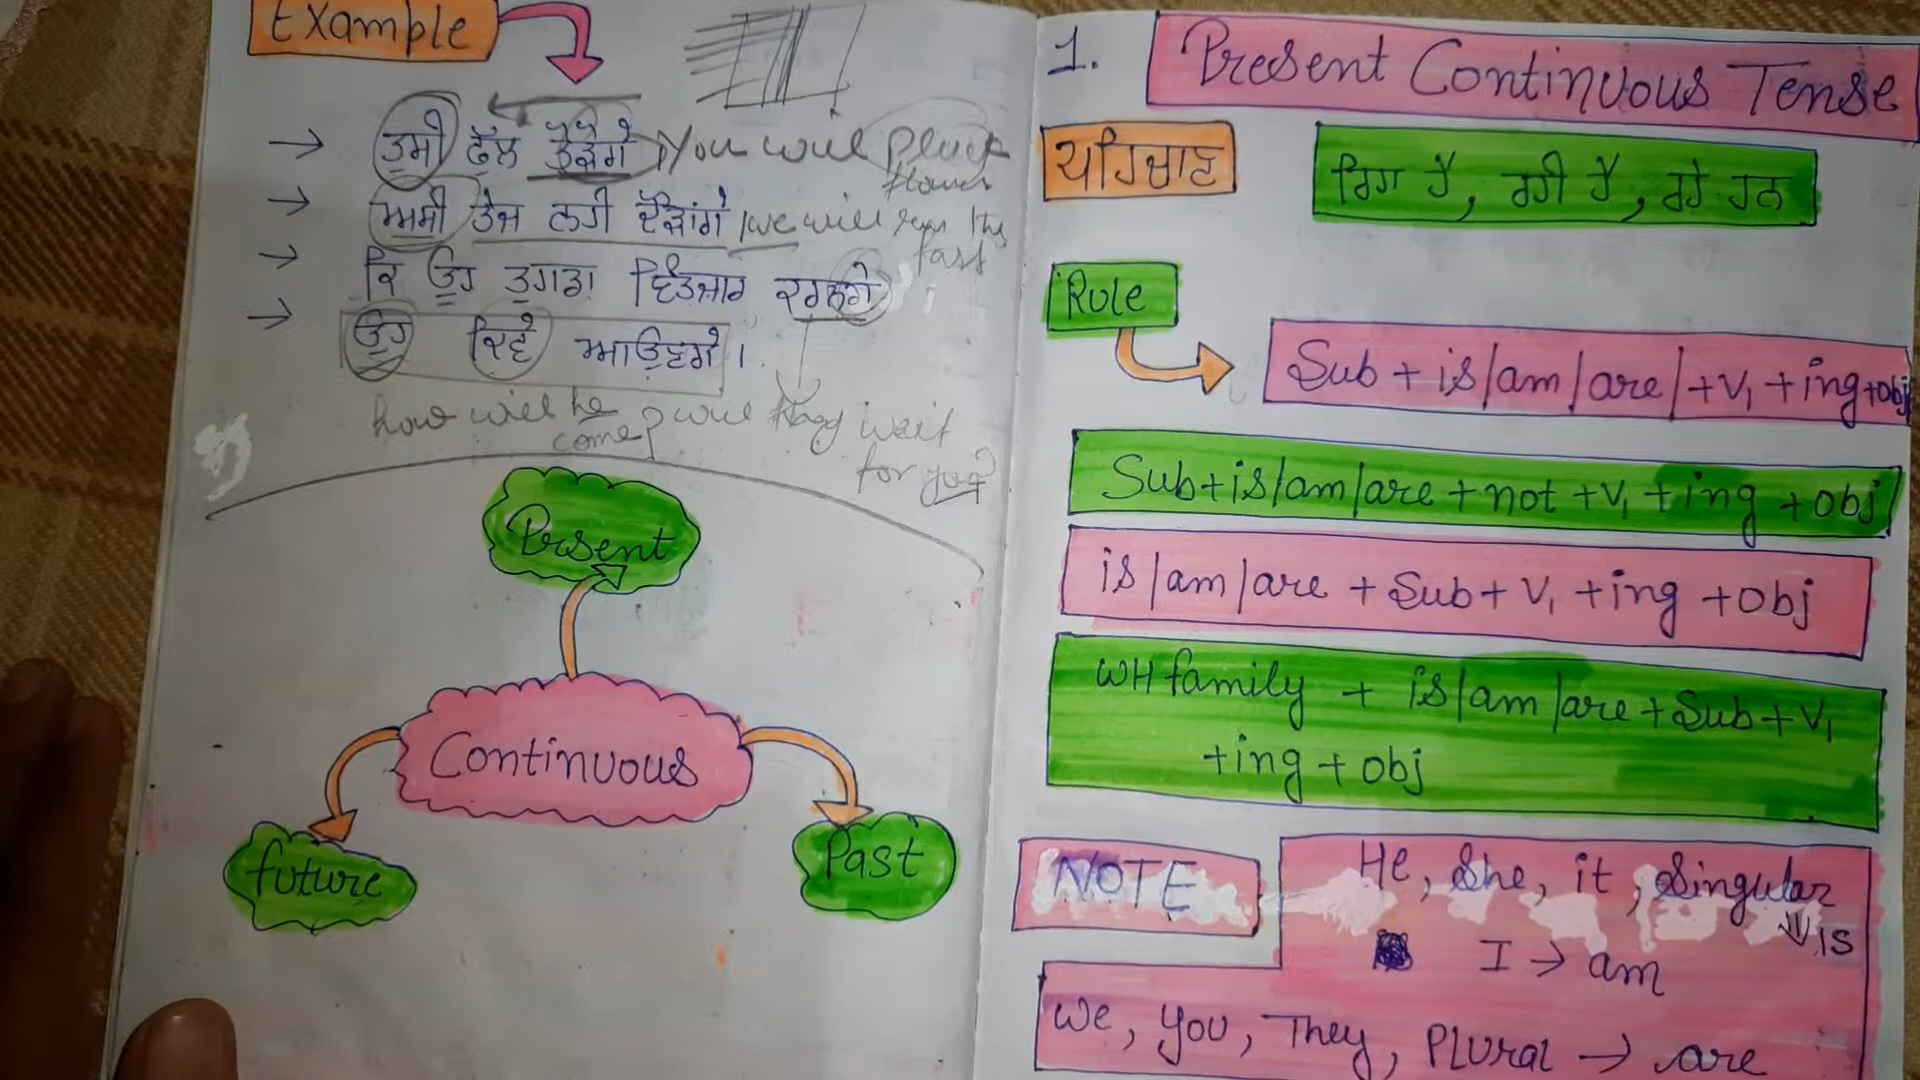 Example
ਤੁਸੀਂ ਫੁੱਲ ਤੋੜੋਗੇ। You will Pluck
flower
ਅਸੀਂ ਤੇਜ ਨਹੀ ਦੌੜਾਂਗੇ we will the
fast
ਕਿ ਉਹ ਤੁਗਾਡਾ ਇੰਤਜਾਰ ਕਰਨਗੇ
ਉਹ ਕਿਵੇਂ ਆਉਣਗੇ।
how will he will they wait
come?
for you?
Prsent
Continuous
future
Past
1. Present Continuous Tense
ਪਹਿਚਾਣ
ਰਿਹਾ ਹੈ, ਰਹੀ ਹੈ, ਰਹੇ ਹਨ
Rule
Sub + is/am/are/+V1 + ing+obj
Sub+is/am/are + not +V1 + ing + obj
is/am/are + Sub + V1 +ing +obj
WH family + is/am/are + Sub + V1
+ing + obj
NOTE
He, She, it, Singular
is
I → am
We, you, They, Plural → are